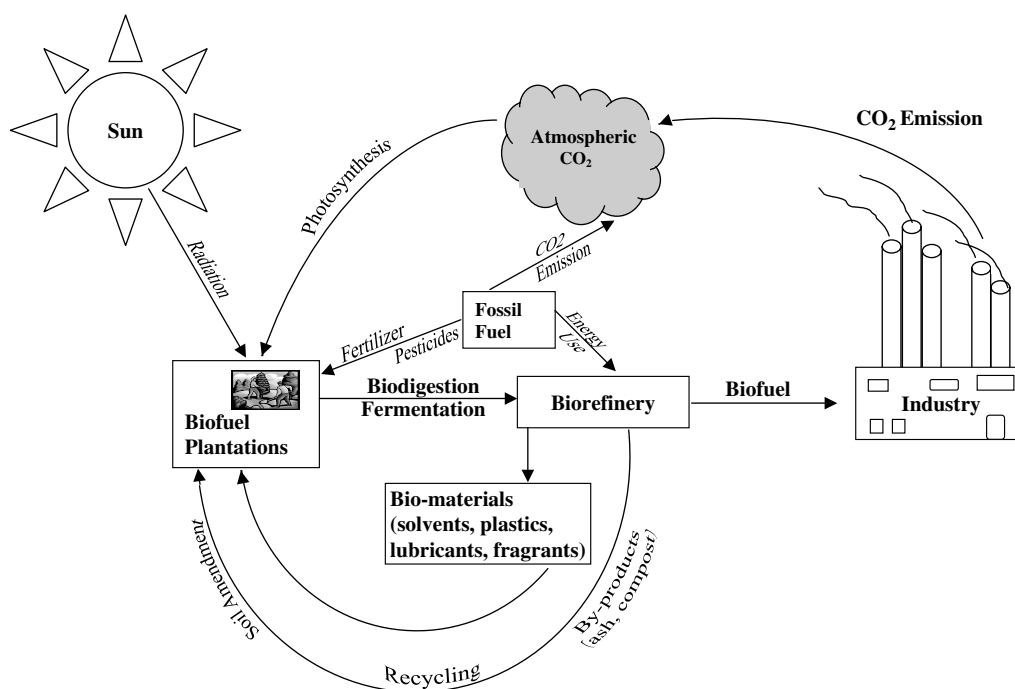 Sun
Atmospheric
CO₂
CO₂ Emission
Photosynthesis
Radiation
CO2
Emission
Fossil
Fuel
Fertilizer
Pesticides
Energy
Use
Biofuel
Plantations
Biodigestion
Fermentation
Biorefinery
Biofuel
Industry
Bio-materials
(solvents, plastics,
lubricants, fragrants)
Soil Amendment
Recycling
By-products
(ash, compost)